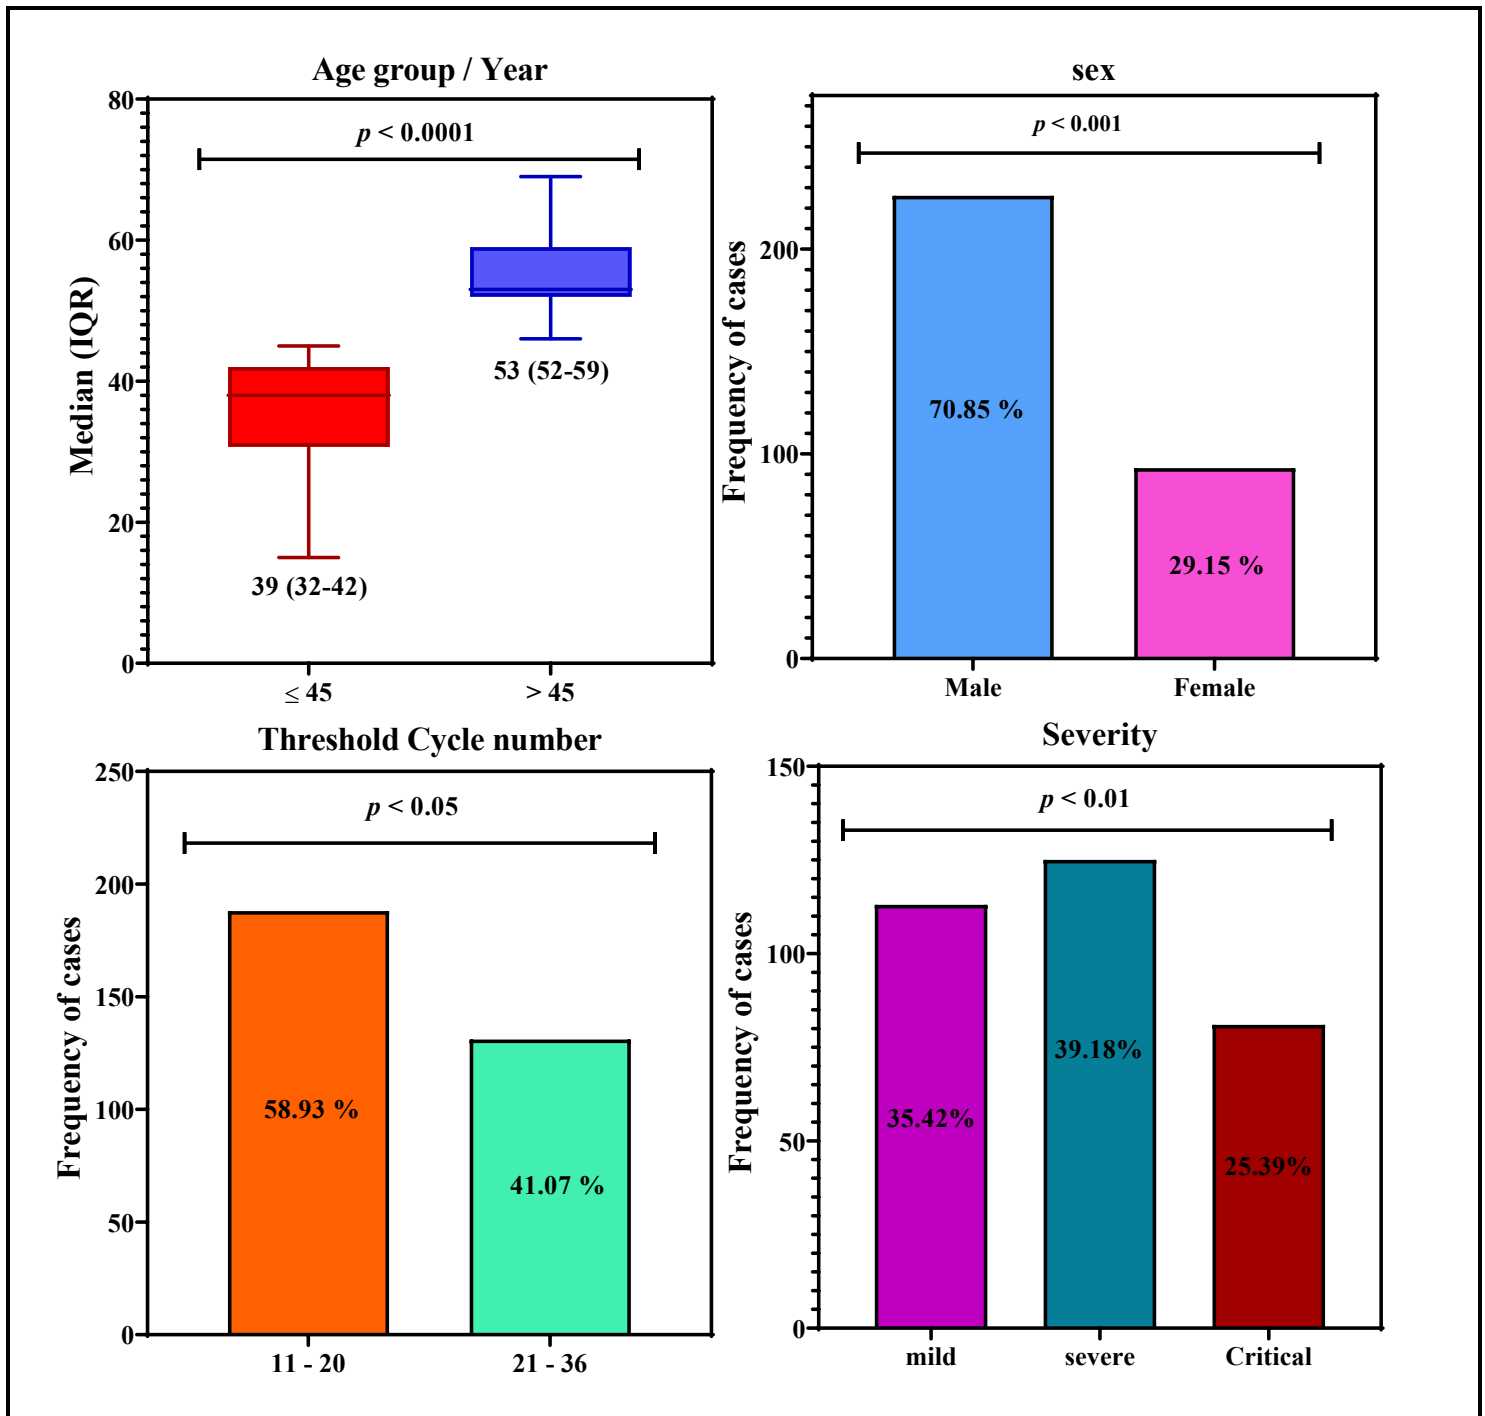 Age group / Year
80
60
40
20
0
Median (IQR)
p < 0.0001
39 (32-42)
53 (52-59)
≤ 45
> 45
sex
200
100
0
Frequency of cases
p < 0.001
70.85 %
29.15 %
Male
Female
Threshold Cycle number
250
200
150
100
50
0
Frequency of cases
p < 0.05
58.93 %
41.07 %
11 - 20
21 - 36
Severity
150
100
50
0
Frequency of cases
p < 0.01
35.42%
39.18%
25.39%
mild
severe
Critical